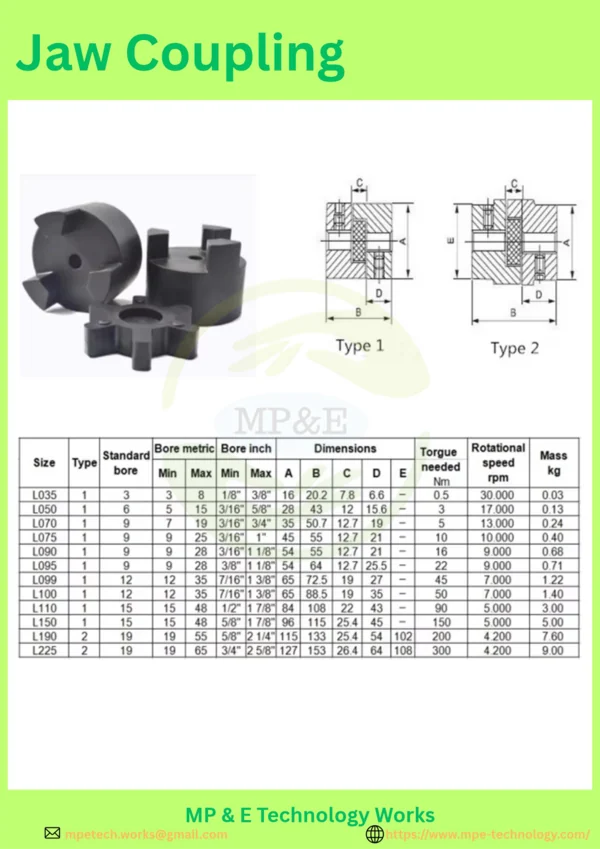 Jaw Coupling
C
A
D
B
Type 1
C
E
A
D
B
Type 2
MP&E
Size Type Standard bore Bore metric Bore inch Dimensions Torgue needed Nm Rotational speed rpm Mass kg
Min Max Min Max A B C D E
L035 1 3 3 8 1/8" 3/8" 16 20.2 7.8 6.6 – 0.5 30.000 0.03
L050 1 6 5 15 3/16" 5/8" 28 43 12 15.6 – 3 17.000 0.13
L070 1 9 7 19 3/16" 3/4" 35 50.7 12.7 19 – 5 13.000 0.24
L075 1 9 9 25 3/16" 1" 45 55 12.7 21 – 10 10.000 0.40
L090 1 9 9 28 3/16" 1 1/8" 54 55 12.7 21 – 16 9.000 0.68
L095 1 9 9 28 3/8" 1 1/8" 54 64 12.7 25.5 – 22 9.000 0.71
L099 1 12 12 35 7/16" 1 3/8" 65 72.5 19 27 – 45 7.000 1.22
L100 1 12 12 35 7/16" 1 3/8" 65 88.5 19 35 – 50 7.000 1.40
L110 1 15 15 48 1/2" 1 7/8" 84 108 22 43 – 90 5.000 3.00
L150 1 15 15 48 5/8" 1 7/8" 96 115 25.4 45 – 150 5.000 5.00
L190 2 19 19 55 5/8" 2 1/4" 115 133 25.4 54 102 200 4.200 7.60
L225 2 19 19 65 3/4" 2 5/8" 127 153 26.4 64 108 300 4.200 9.00
MP & E Technology Works
mpetech.works@gmail.com https://www.mpe-technology.com/